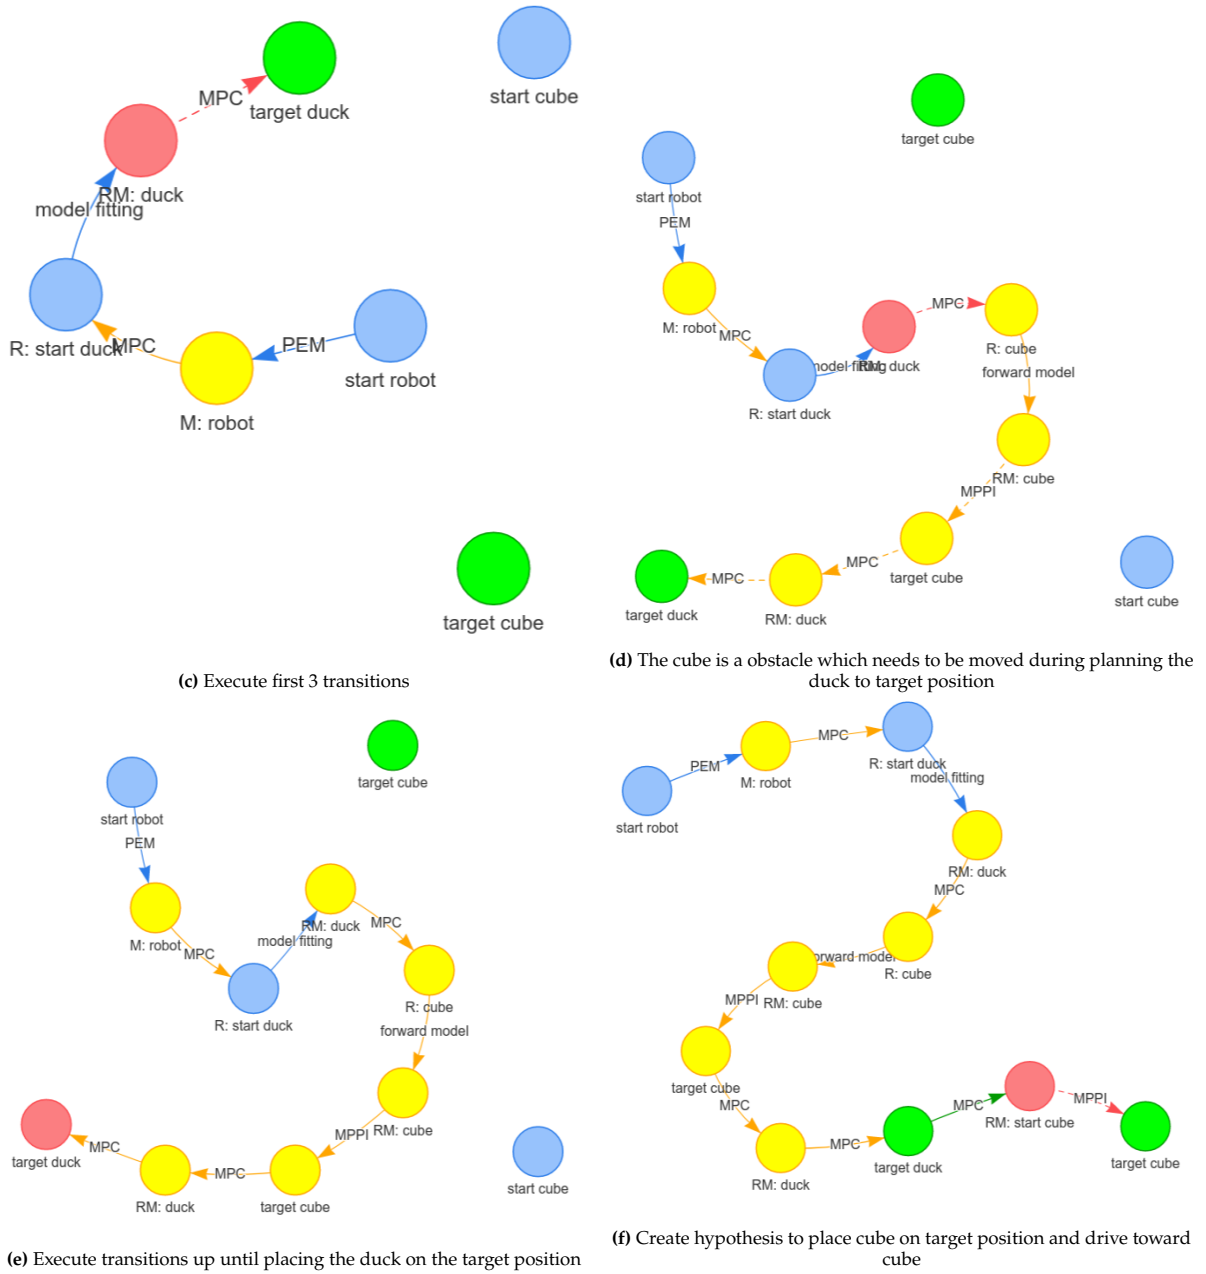 MPC
target duck
start cube
RM: duck
model fitting
R: start duck
MPC
PEM
start robot
M: robot
target cube
(c) Execute first 3 transitions
target cube
start robot
PEM
M: robot
MPC
R: start duck
model fitting
RM: duck
MPC
R: cube
forward model
RM: cube
MPPI
target cube
MPC
RM: duck
MPC
target duck
start cube
(d) The cube is a obstacle which needs to be moved during planning the
duck to target position
target cube
start robot
PEM
M: robot
MPC
R: start duck
model fitting
RM: duck
MPC
R: cube
forward model
RM: cube
MPPI
target cube
MPC
RM: duck
MPC
target duck
start cube
(e) Execute transitions up until placing the duck on the target position
start robot
PEM
M: robot
MPC
R: start duck
model fitting
RM: duck
MPC
R: cube
forward model
RM: cube
MPPI
target cube
MPC
RM: duck
MPC
target duck
MPC
RM: start cube
MPPI
target cube
(f) Create hypothesis to place cube on target position and drive toward
cube